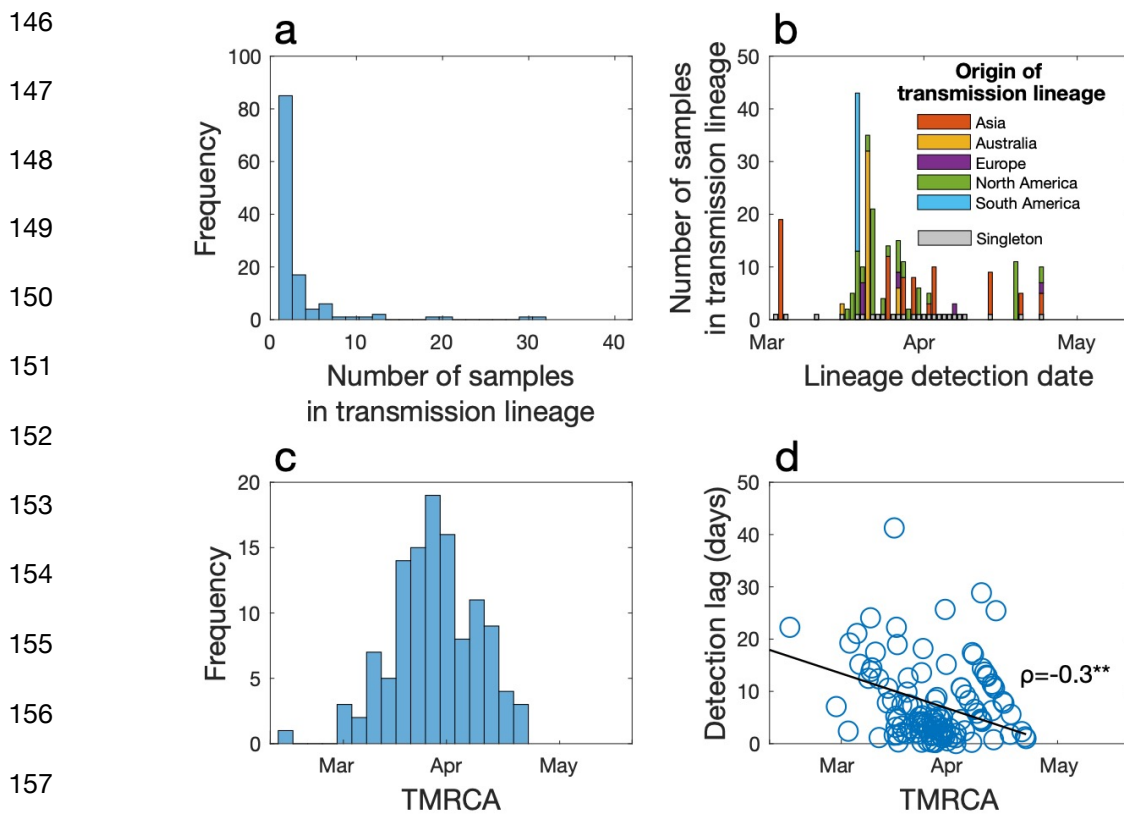 146
147
148
149
150
151
152
153
154
155
156
157
a
100
80
60
40
20
0
Frequency
0 10 20 30 40
Number of samples
in transmission lineage
b
50
40
30
20
10
0
Number of samples
in transmission lineage
Origin of
transmission lineage
Asia
Australia
Europe
North America
South America
Singleton
Mar Apr May
Lineage detection date
c
20
15
10
5
0
Frequency
Mar Apr May
TMRCA
d
50
40
30
20
10
0
Detection lag (days)
ρ=-0.3**
Mar Apr May
TMRCA